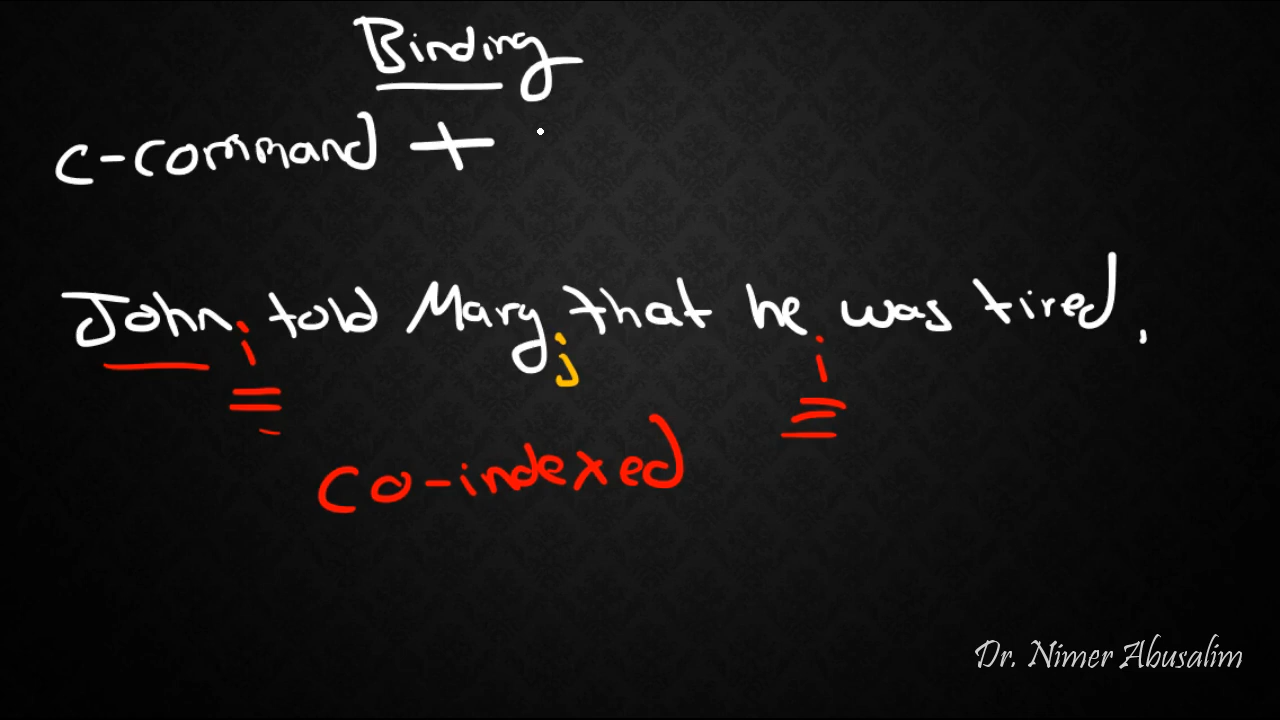 Binding
c-command +
John i told Mary j that he i was tired.
co-indexed
Dr. Nimer Abusalim